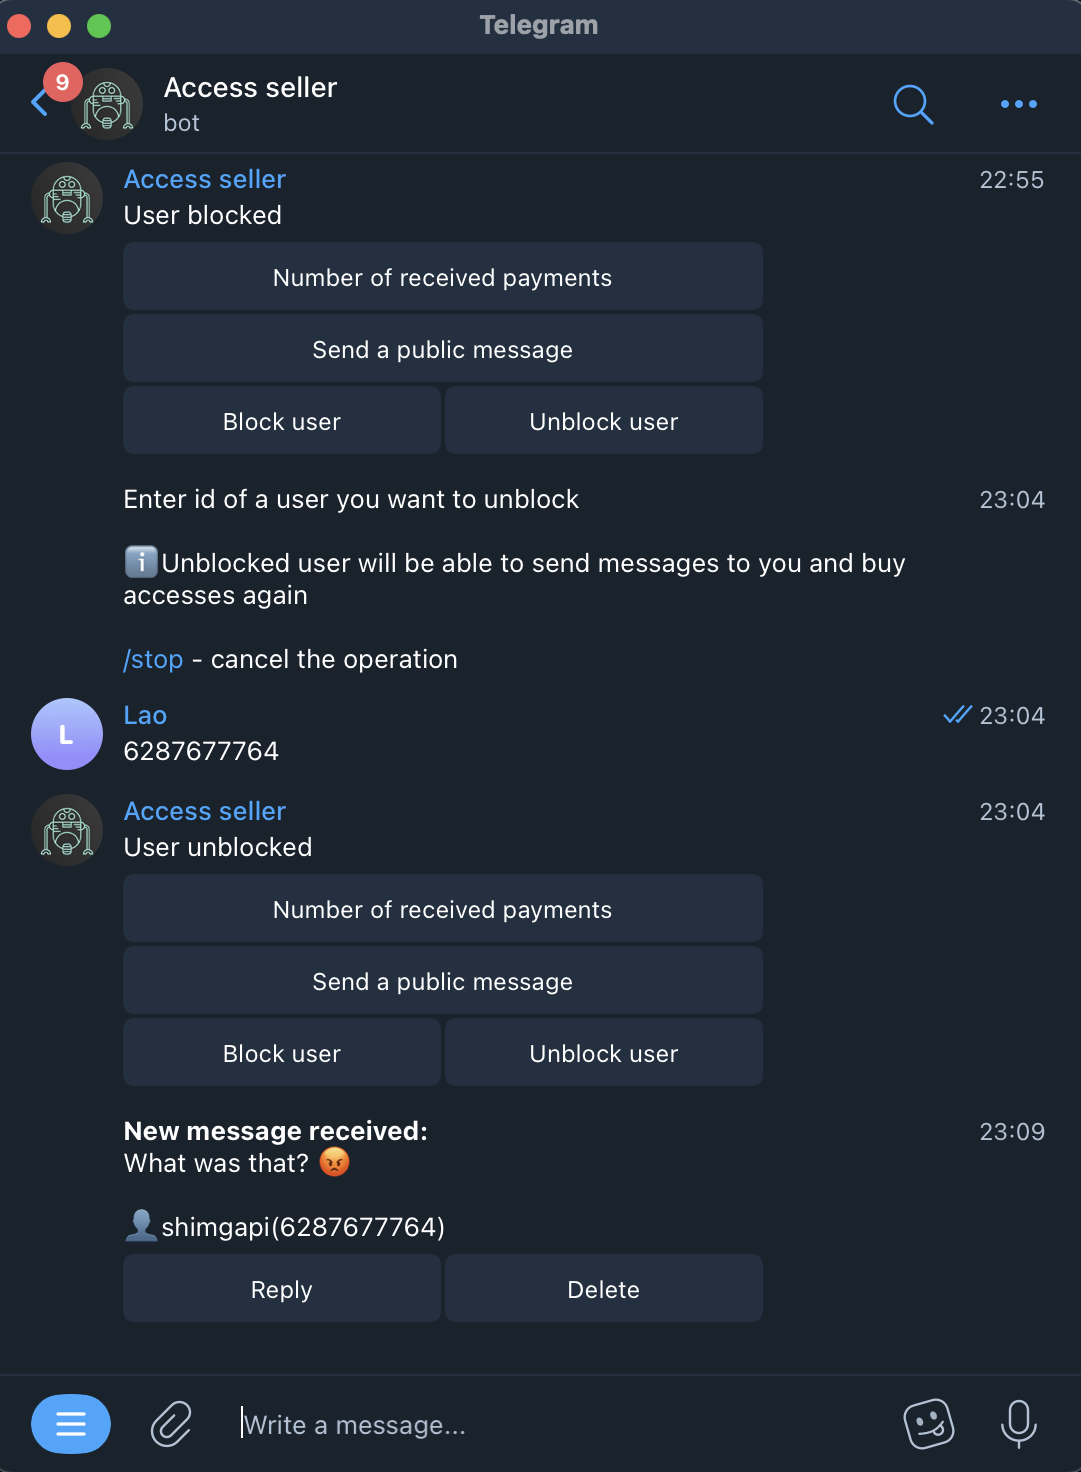 Telegram
9
Access seller
bot
Access seller 22:55
User blocked
Number of received payments
Send a public message
Block user Unblock user
Enter id of a user you want to unblock 23:04
ℹ️Unblocked user will be able to send messages to you and buy
accesses again
/stop - cancel the operation
L
Lao 23:04
6287677764
Access seller 23:04
User unblocked
Number of received payments
Send a public message
Block user Unblock user
New message received: 23:09
What was that? 😡
👤shimgapi(6287677764)
Reply Delete
Write a message...